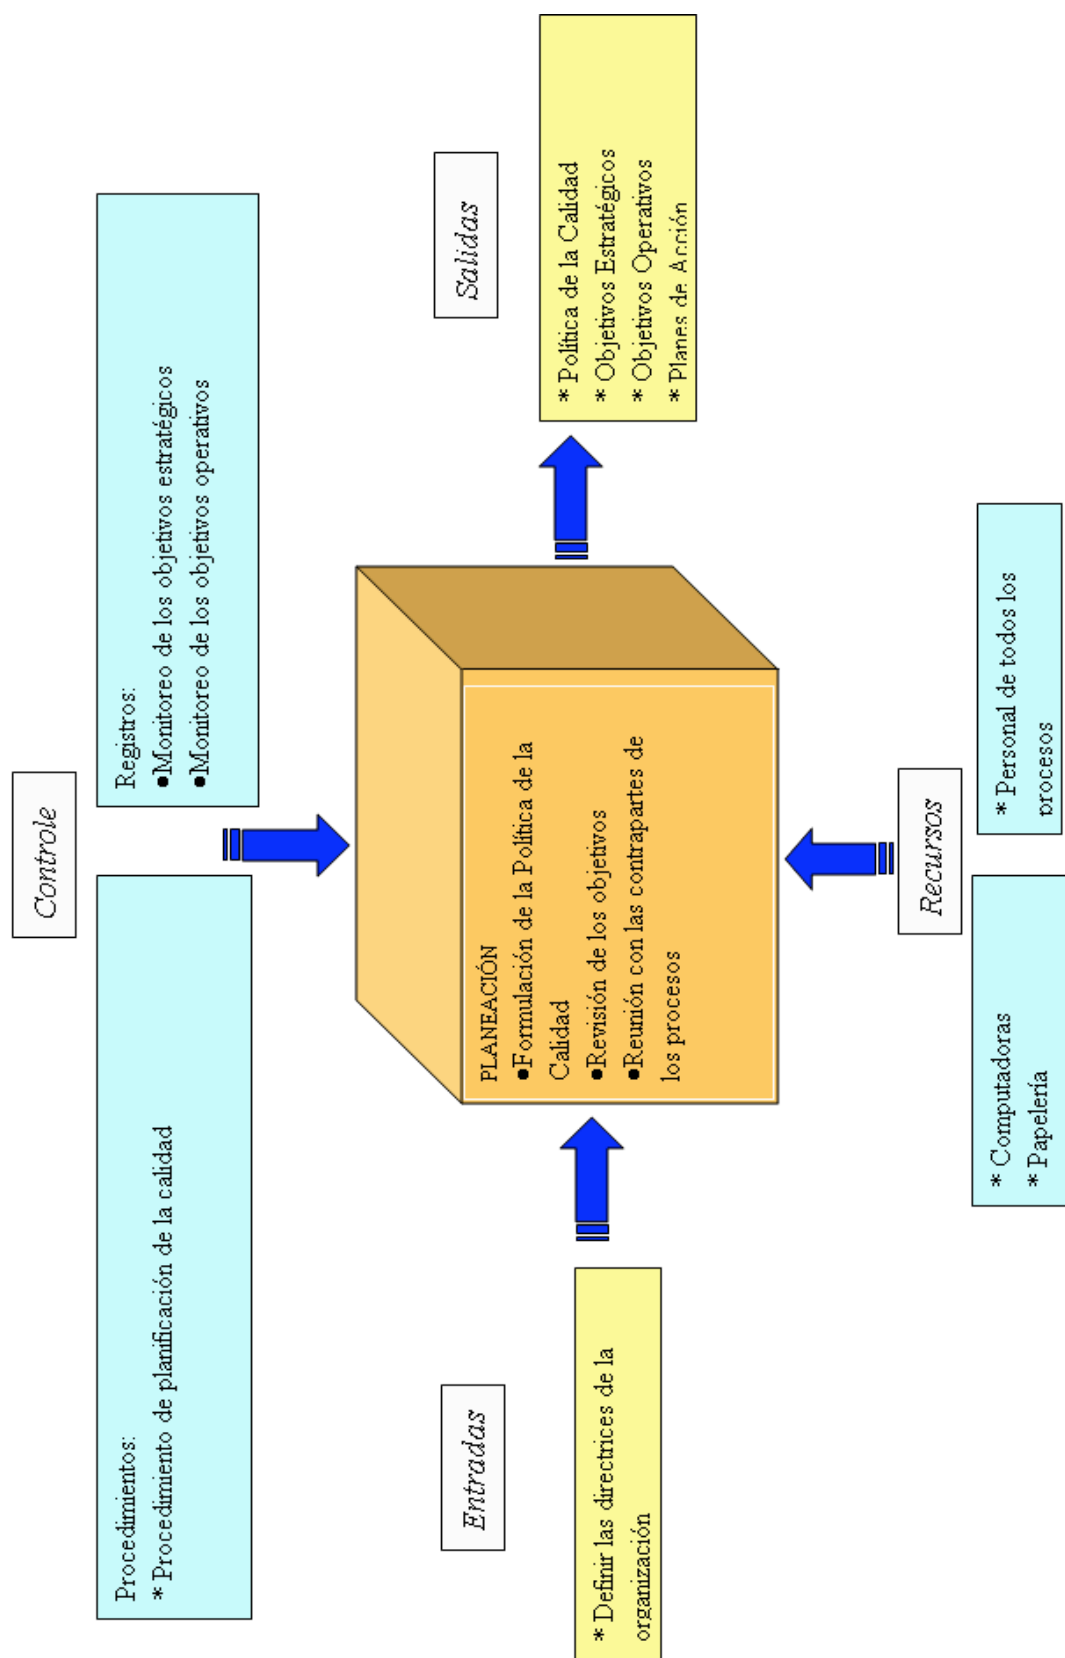 Controle
Procedimientos:
* Procedimiento de planificación de la calidad
Registros:
●Monitoreo de los objetivos estratégicos
●Monitoreo de los objetivos operativos
Entradas
* Definir las directrices de la
organización
PLANEACIÓN
●Formulación de la Política de la
Calidad
●Revisión de los objetivos
●Reunión con las contrapartes de
los procesos
Salidas
* Política de la Calidad
* Objetivos Estratégicos
* Objetivos Operativos
* Planes de Acción
Recursos
* Computadoras
* Papelería
* Personal de todos los
procesos